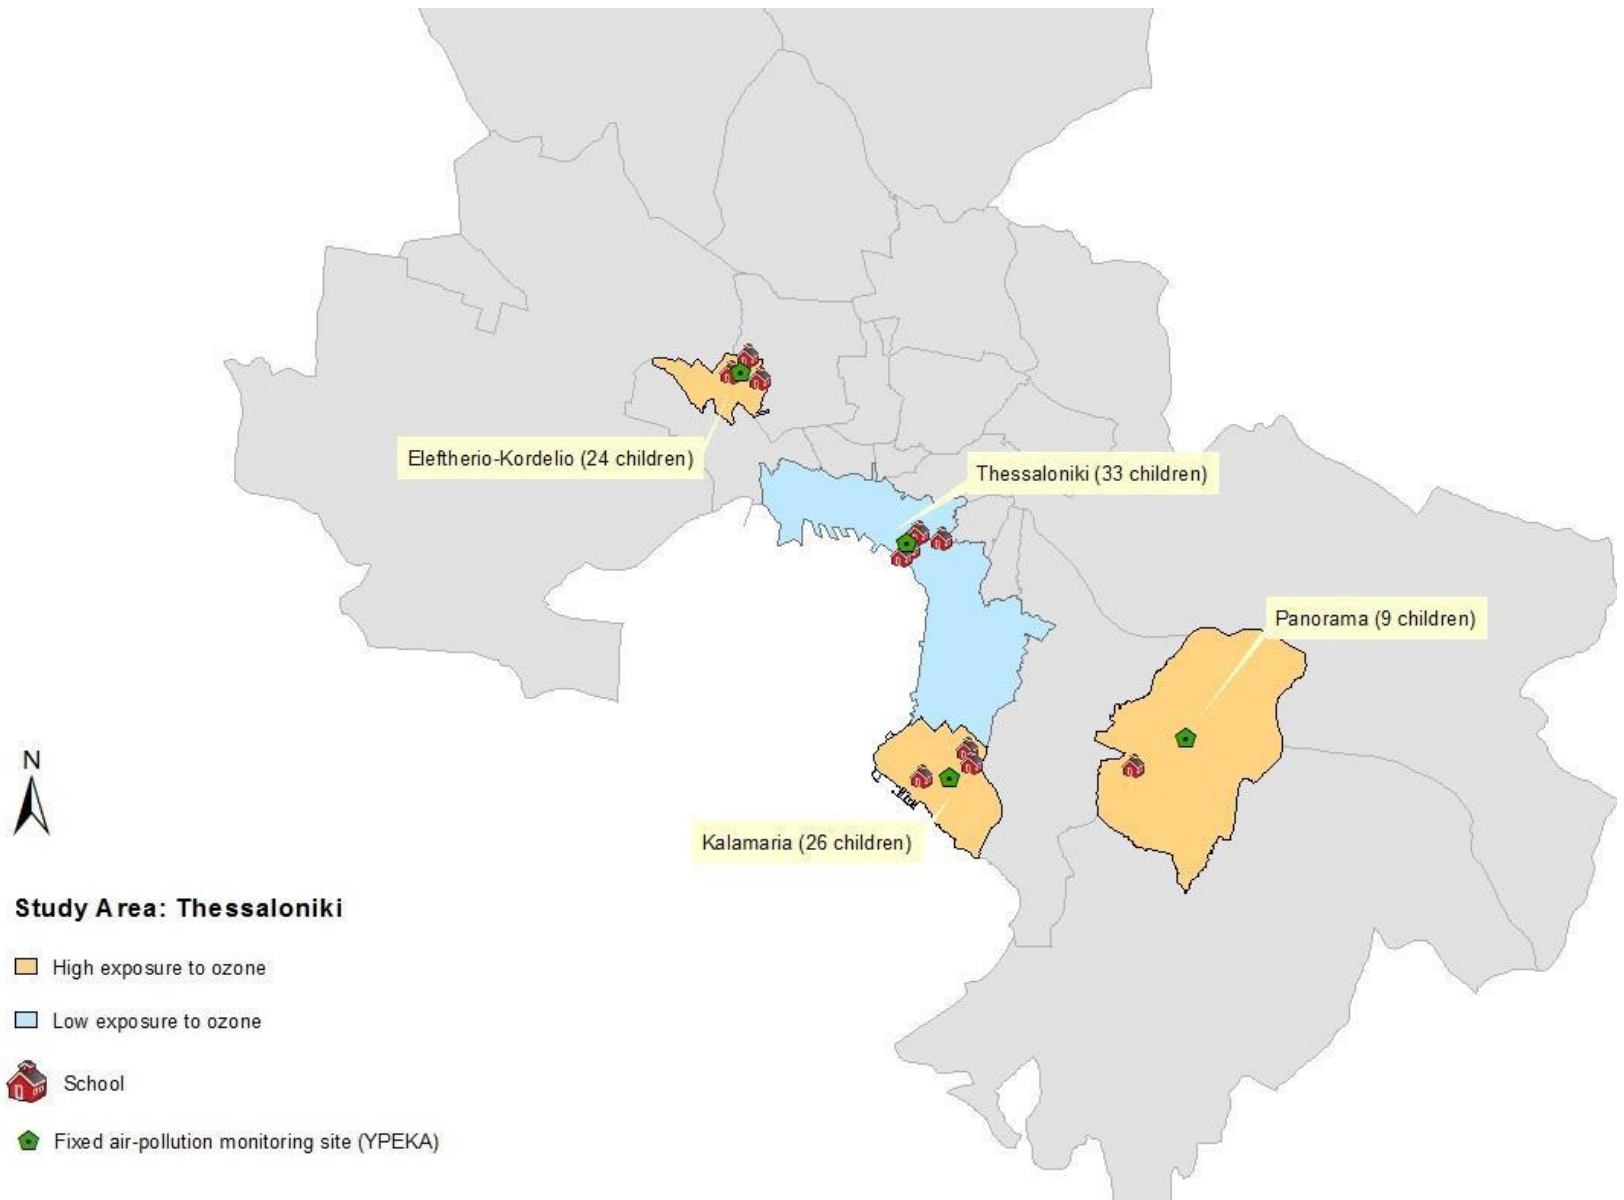 Eleftherio-Kordelio (24 children)
Thessaloniki (33 children)
Panorama (9 children)
Kalamaria (26 children)
N
Study Area: Thessaloniki
High exposure to ozone
Low exposure to ozone
School
Fixed air-pollution monitoring site (YPEKA)